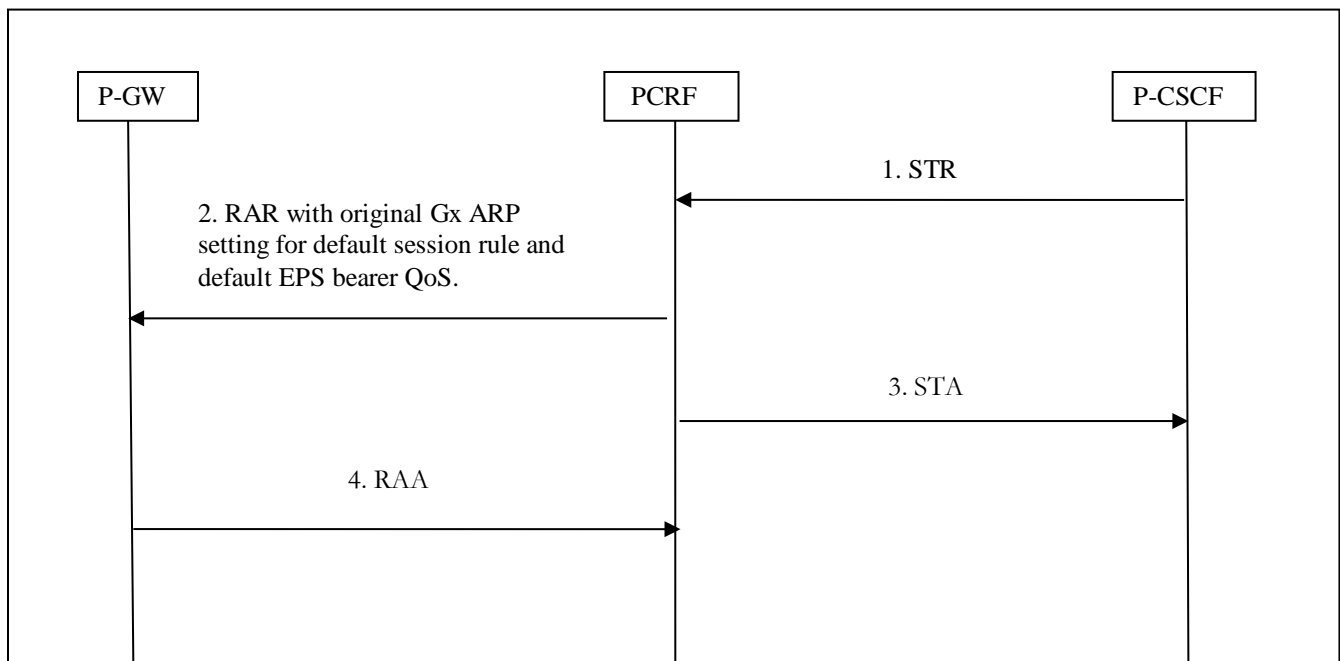 P-GW
PCRF
P-CSCF
1. STR
2. RAR with original Gx ARP
setting for default session rule and
default EPS bearer QoS.
3. STA
4. RAA